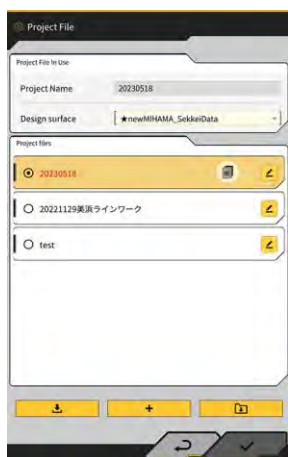 Project File
Project File In Use
Project Name 20230518
Design surface ★newMIHAMA_SekkeiData
Project files
20230518
20221129美浜ラインワーク
test